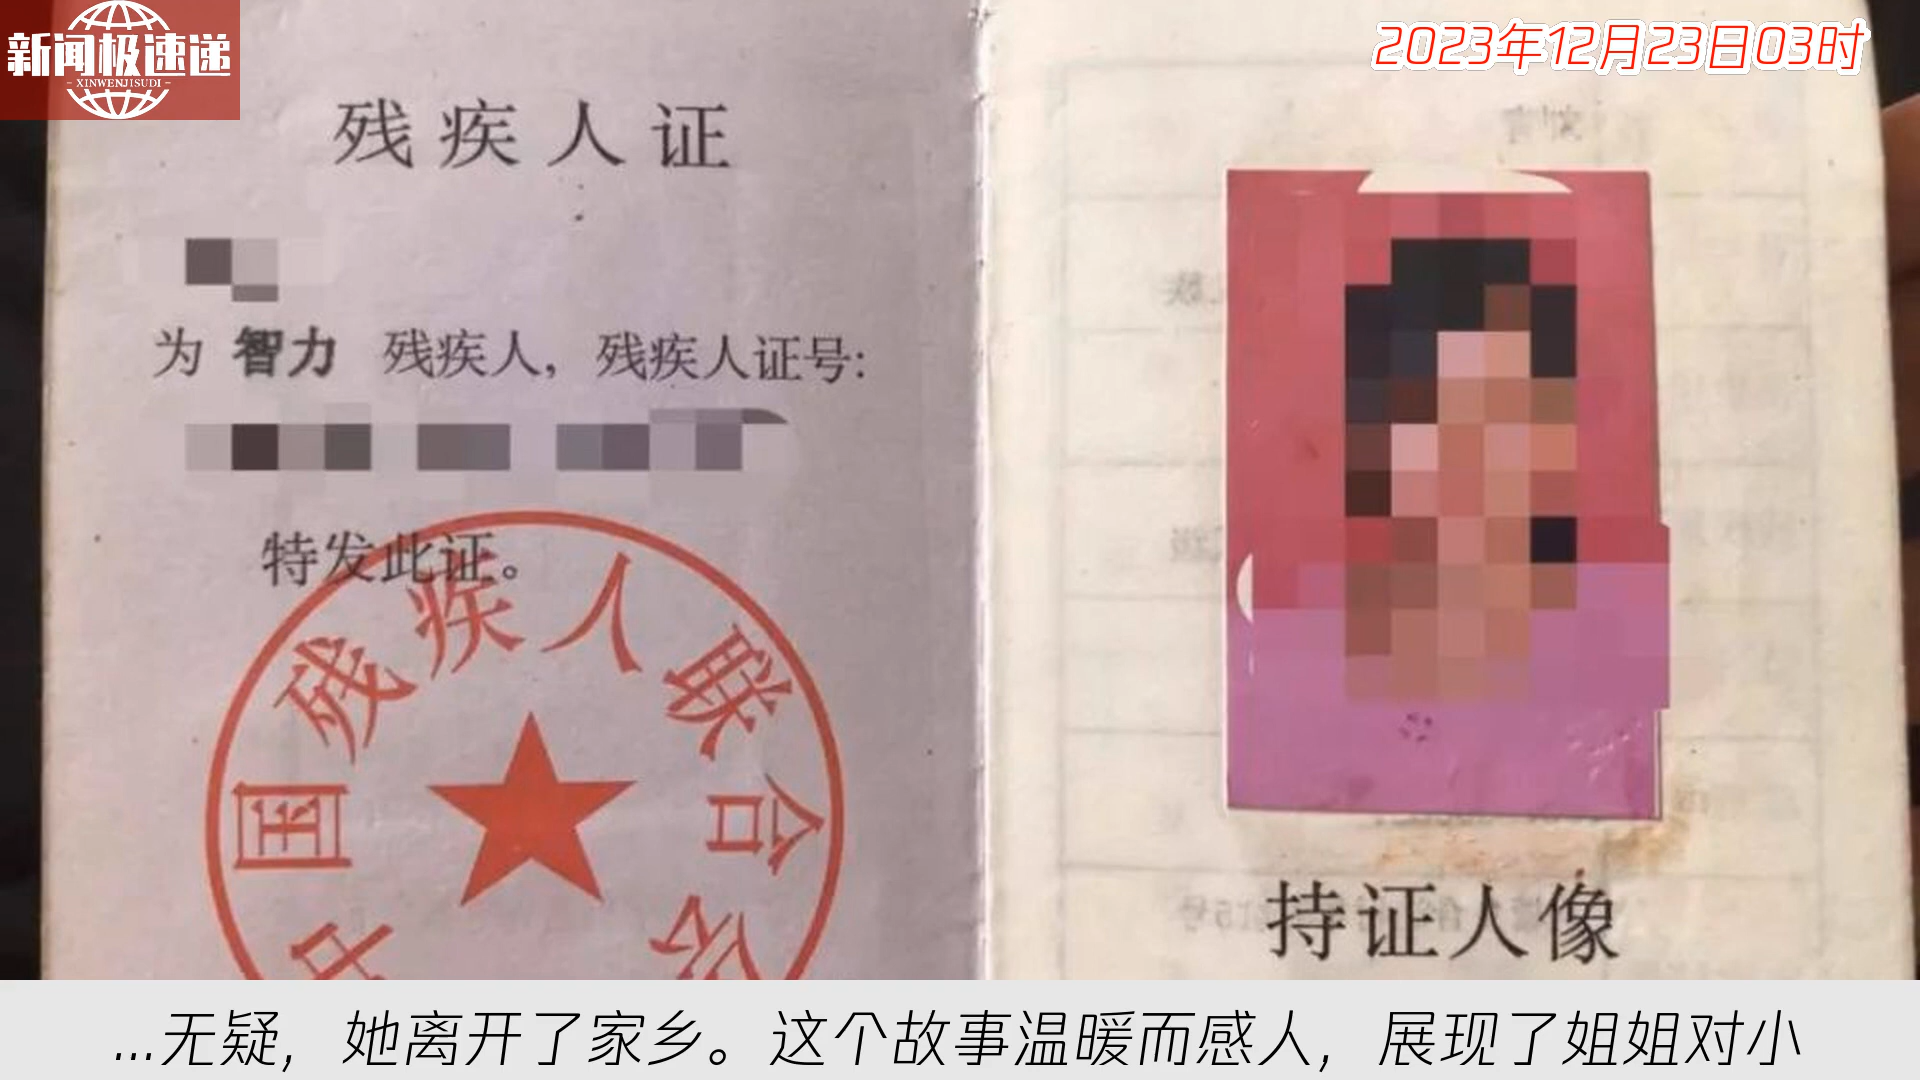 新闻极速递
XINWENJISUDI
2023年12月23日03时
残疾人证
为 智力 残疾人，残疾人证号:
特发此证。
中国残疾人联合会
持证人像
...无疑，她离开了家乡。这个故事温暖而感人，展现了姐姐对小